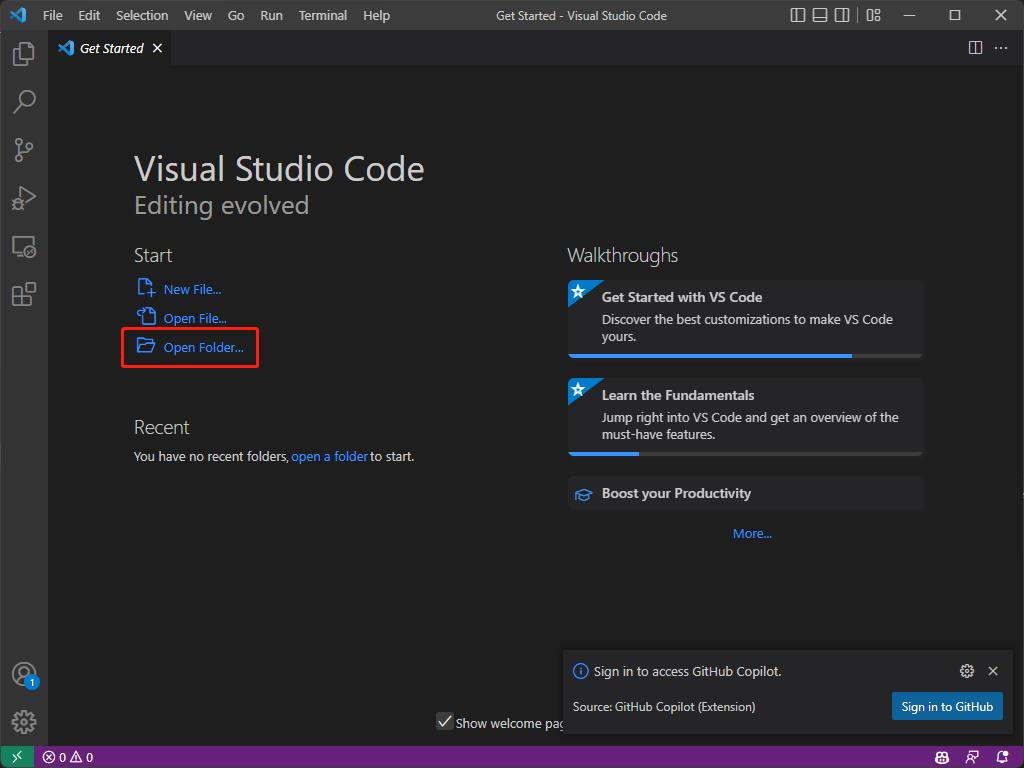 File Edit Selection View Go Run Terminal Help Get Started - Visual Studio Code
Get Started
Visual Studio Code
Editing evolved
Start
New File...
Open File...
Open Folder...
Recent
You have no recent folders, open a folder to start.
Walkthroughs
Get Started with VS Code
Discover the best customizations to make VS Code
yours.
Learn the Fundamentals
Jump right into VS Code and get an overview of the
must-have features.
Boost your Productivity
More...
1
Sign in to access GitHub Copilot.
Source: GitHub Copilot (Extension) Sign in to GitHub
Show welcome pag
0 0